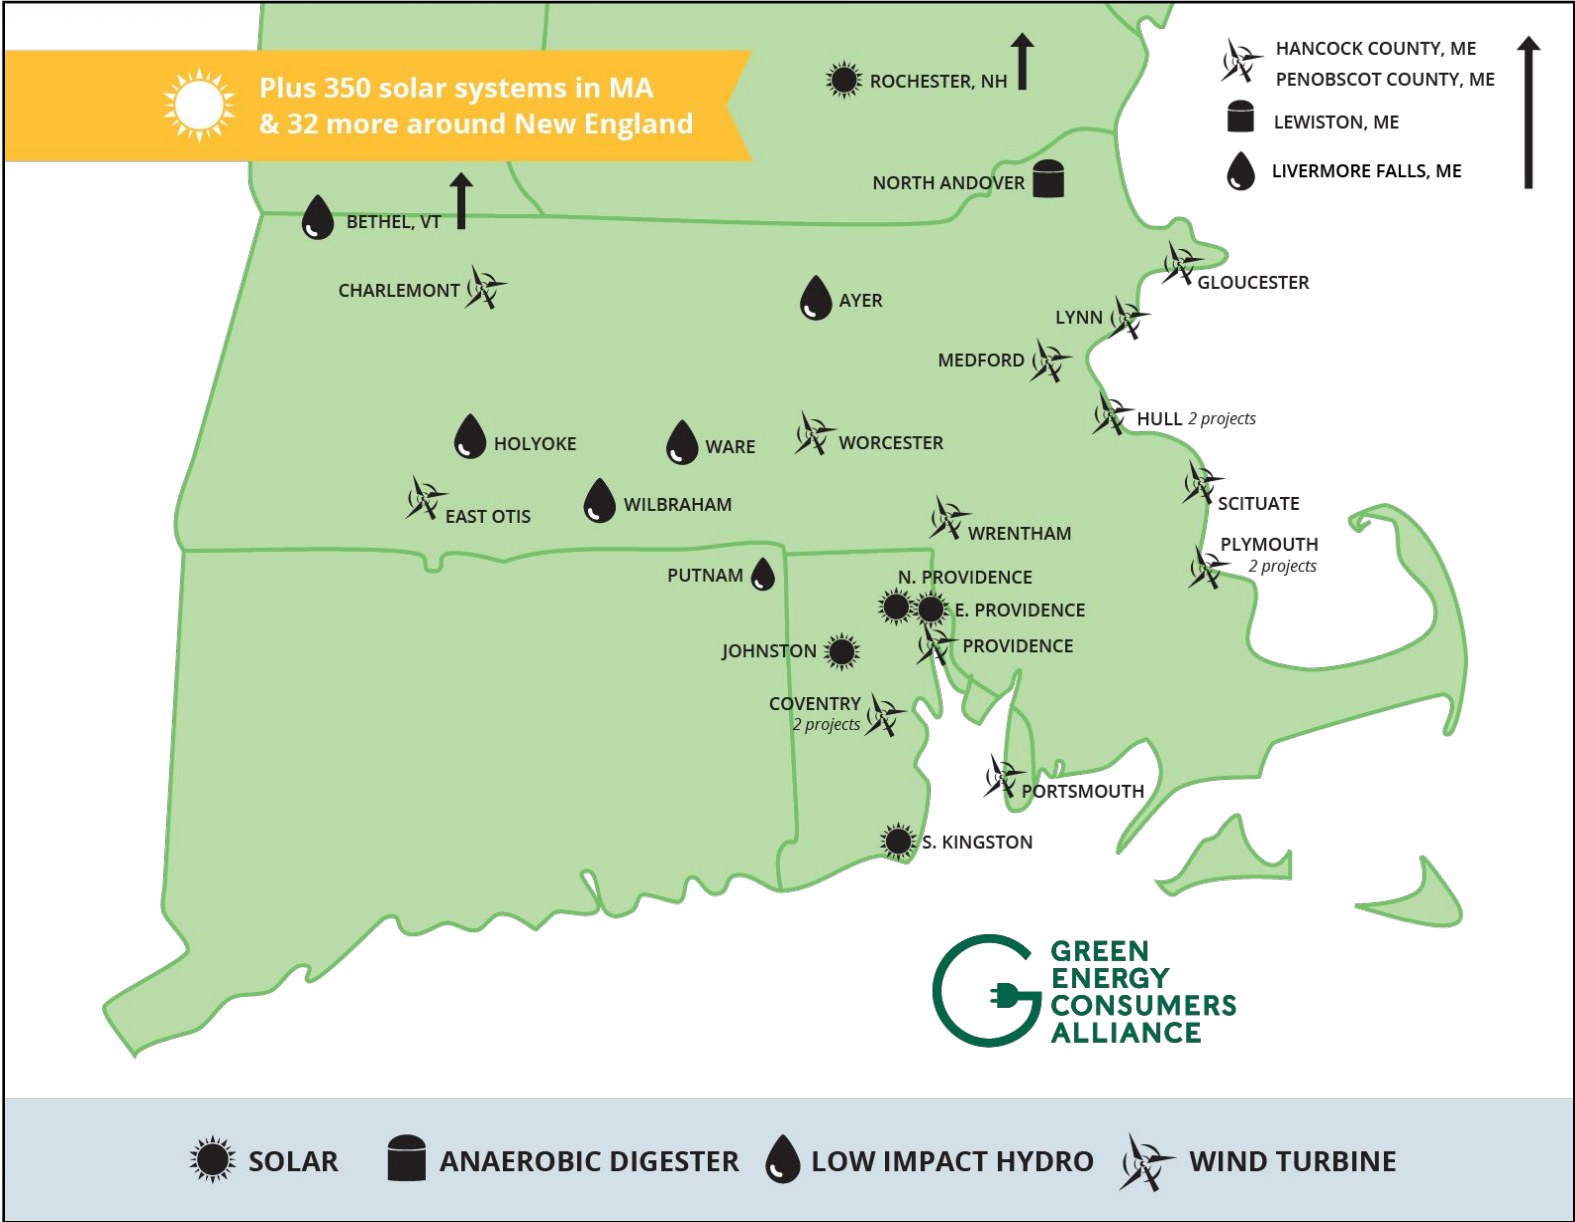 Plus 350 solar systems in MA
& 32 more around New England
ROCHESTER, NH
HANCOCK COUNTY, ME
PENOBSCOT COUNTY, ME
LEWISTON, ME
LIVERMORE FALLS, ME
NORTH ANDOVER
BETHEL, VT
CHARLEMONT
AYER
GLOUCESTER
LYNN
MEDFORD
HULL 2 projects
HOLYOKE
WARE
WORCESTER
EAST OTIS
WILBRAHAM
SCITUATE
WRENTHAM
PLYMOUTH
2 projects
PUTNAM
N. PROVIDENCE
E. PROVIDENCE
JOHNSTON
PROVIDENCE
COVENTRY
2 projects
PORTSMOUTH
S. KINGSTON
GREEN
ENERGY
CONSUMERS
ALLIANCE
SOLAR
ANAEROBIC DIGESTER
LOW IMPACT HYDRO
WIND TURBINE